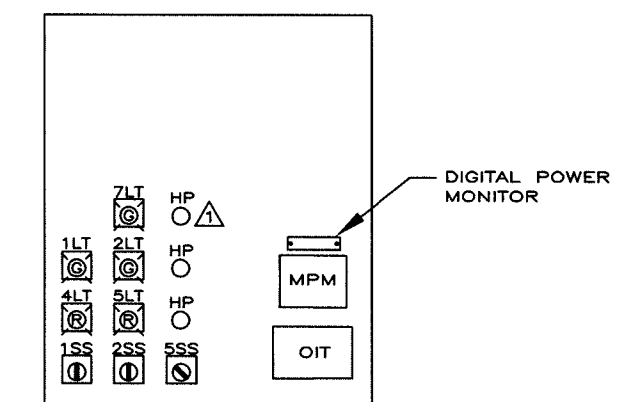 DIGITAL POWER
MONITOR
7LT HP
G 1
1LT 2LT HP
G G
MPM
4LT 5LT HP
R R
1SS 2SS 5SS
OIT